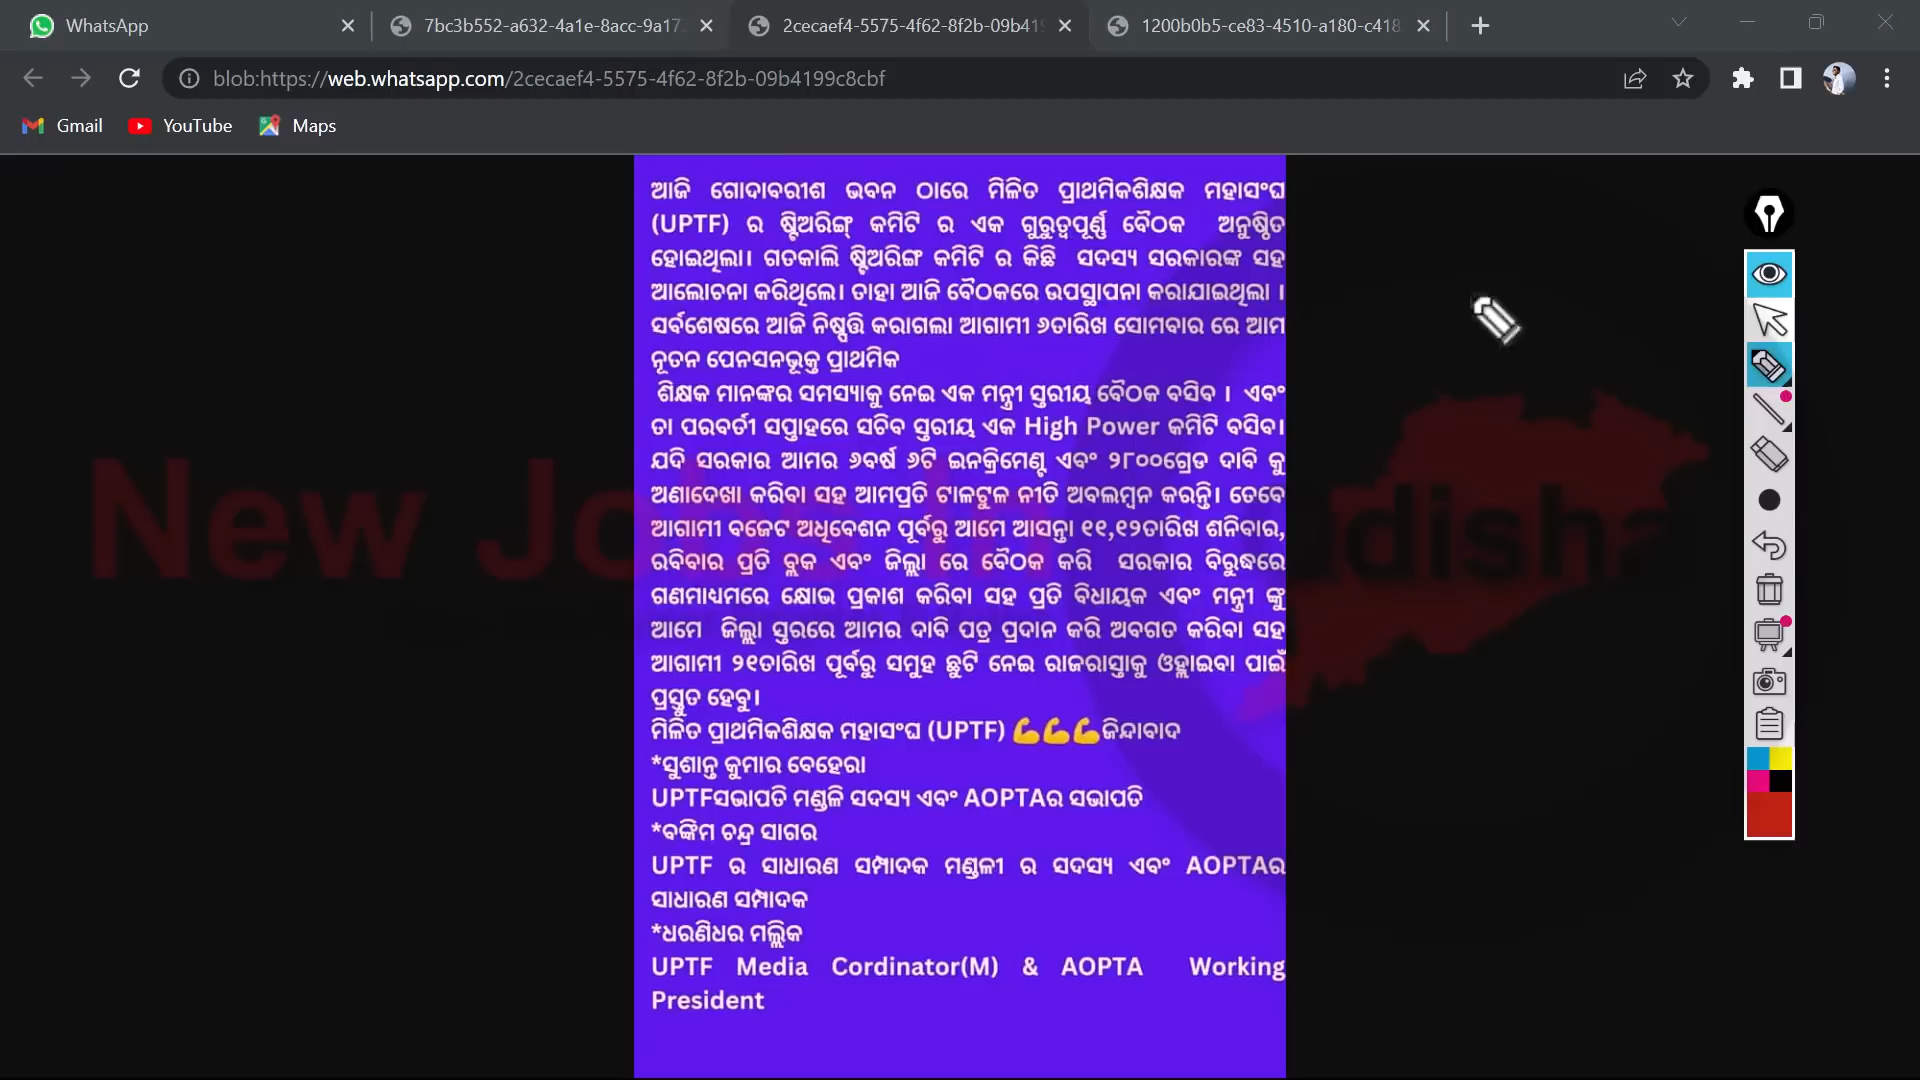 WhatsApp
7bc3b552-a632-4a1e-8acc-9a17
2cecaef4-5575-4f62-8f2b-09b419
1200b0b5-ce83-4510-a180-c418
blob:https://web.whatsapp.com/2cecaef4-5575-4f62-8f2b-09b4199c8cbf
Gmail YouTube Maps
ଆଜି ଗୋଦାବରୀଶ ଭବନ ଠାରେ ମିଳିତ ପ୍ରାଥମିକଶିକ୍ଷକ ମହାସଂଘ
(UPTF) ର ଷ୍ଟିଅରିଙ୍ଗ୍ କମିଟି ର ଏକ ଗୁରୁତ୍ୱପୂର୍ଣ୍ଣ ବୈଠକ ଅନୁଷ୍ଠିତ
ହୋଇଥିଲା। ଗତକାଲି ଷ୍ଟିଅରିଙ୍ଗ କମିଟି ର କିଛି ସଦସ୍ୟ ସରକାରଙ୍କ ସହ
ଆଲୋଚନା କରିଥିଲେ। ତାହା ଆଜି ବୈଠକରେ ଉପସ୍ଥାପନା କରାଯାଇଥିଲା ।
ସର୍ବଶେଷରେ ଆଜି ନିଷ୍ପତ୍ତି କରାଗଲା ଆଗାମୀ ୬ତାରିଖ ସୋମବାର ରେ ଆମ
ନୂତନ ପେନସନଭୂକ୍ତ ପ୍ରାଥମିକ
ଶିକ୍ଷକ ମାନଙ୍କର ସମସ୍ୟାକୁ ନେଇ ଏକ ମନ୍ତ୍ରୀ ସ୍ତରୀୟ ବୈଠକ ବସିବ । ଏବଂ
ତା ପରବର୍ତୀ ସପ୍ତାହରେ ସଚିବ ସ୍ତରୀୟ ଏକ High Power କମିଟି ବସିବ।
ଯଦି ସରକାର ଆମର ୬ବର୍ଷ ୬ଟି ଇନକ୍ରିମେଣ୍ଟ ଏବଂ ୨୮୦୦ଗ୍ରେଡ ଦାବି କୁ
ଅଣଦେଖା କରିବା ସହ ଆମପ୍ରତି ଟାଳଟୁଳ ନୀତି ଅବଲମ୍ବନ କରନ୍ତି। ତେବେ
ଆଗାମୀ ବଜେଟ ଅଧିବେଶନ ପୂର୍ବରୁ ଆମେ ଆସନ୍ତା ୧୧,୧୨ତାରିଖ ଶନିବାର,
ରବିବାର ପ୍ରତି ବ୍ଲକ ଏବଂ ଜିଲ୍ଲା ରେ ବୈଠକ କରି ସରକାର ବିରୁଦ୍ଧରେ
ଗଣମାଧ୍ୟମରେ କ୍ଷୋଭ ପ୍ରକାଶ କରିବା ସହ ପ୍ରତି ବିଧାୟକ ଏବଂ ମନ୍ତ୍ରୀ ଙ୍କୁ
ଆମେ ଜିଲ୍ଲା ସ୍ତରରେ ଆମର ଦାବି ପତ୍ର ପ୍ରଦାନ କରି ଅବଗତ କରିବା ସହ
ଆଗାମୀ ୨୧ତାରିଖ ପୂର୍ବରୁ ସମୁହ ଛୁଟି ନେଇ ରାଜରାସ୍ତାକୁ ଓହ୍ଲାଇବା ପାଇଁ
ପ୍ରସ୍ତୁତ ହେବୁ।
ମିଳିତ ପ୍ରାଥମିକଶିକ୍ଷକ ମହାସଂଘ (UPTF) 💪💪💪ଜିନ୍ଦାବାଦ
*ସୁଶାନ୍ତ କୁମାର ବେହେରା
UPTFସଭାପତି ମଣ୍ଡଳି ସଦସ୍ୟ ଏବଂ AOPTAର ସଭାପତି
*ବଙ୍କିମ ଚନ୍ଦ୍ର ସାଗର
UPTF ର ସାଧାରଣ ସମ୍ପାଦକ ମଣ୍ଡଳୀ ର ସଦସ୍ୟ ଏବଂ AOPTAର
ସାଧାରଣ ସମ୍ପାଦକ
*ଧରଣିଧର ମଲ୍ଲିକ
UPTF Media Cordinator(M) & AOPTA Working
President
New Jobs in Odisha